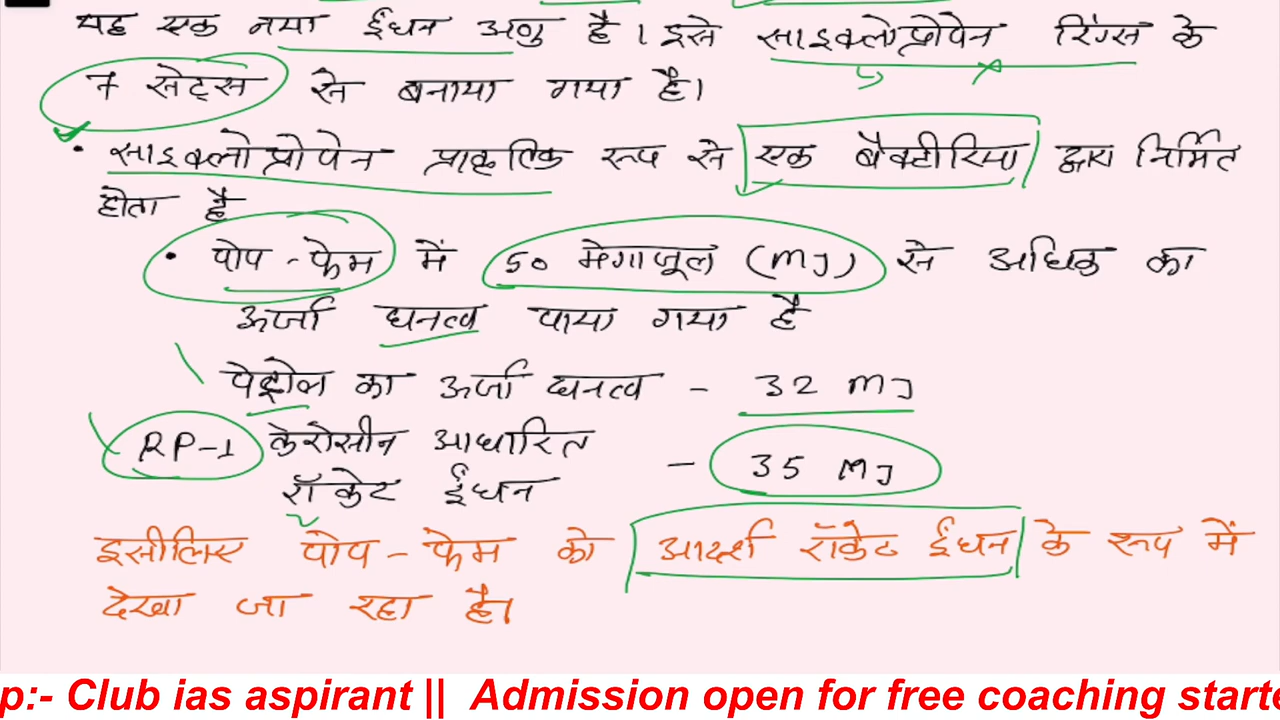 यह एक नया ईंधन अणु है। इसे साइक्लोप्रोपेन रिंग्स के
7 सेट्स से बनाया गया है।
• साइक्लोप्रोपेन प्राकृतिक रूप से एक बैक्टीरिया द्वारा निर्मित
होता है
• पोप-फेम में 50 मेगाजूल (MJ) से अधिक का
ऊर्जा घनत्व पाया गया है
पेट्रोल का ऊर्जा घनत्व - 32 MJ
RP-1 केरोसीन आधारित
रॉकेट ईंधन - 35 MJ
इसीलिए पोप-फेम को आदर्श रॉकेट ईंधन के रूप में
देखा जा रहा है।
p:- Club ias aspirant || Admission open for free coaching starte